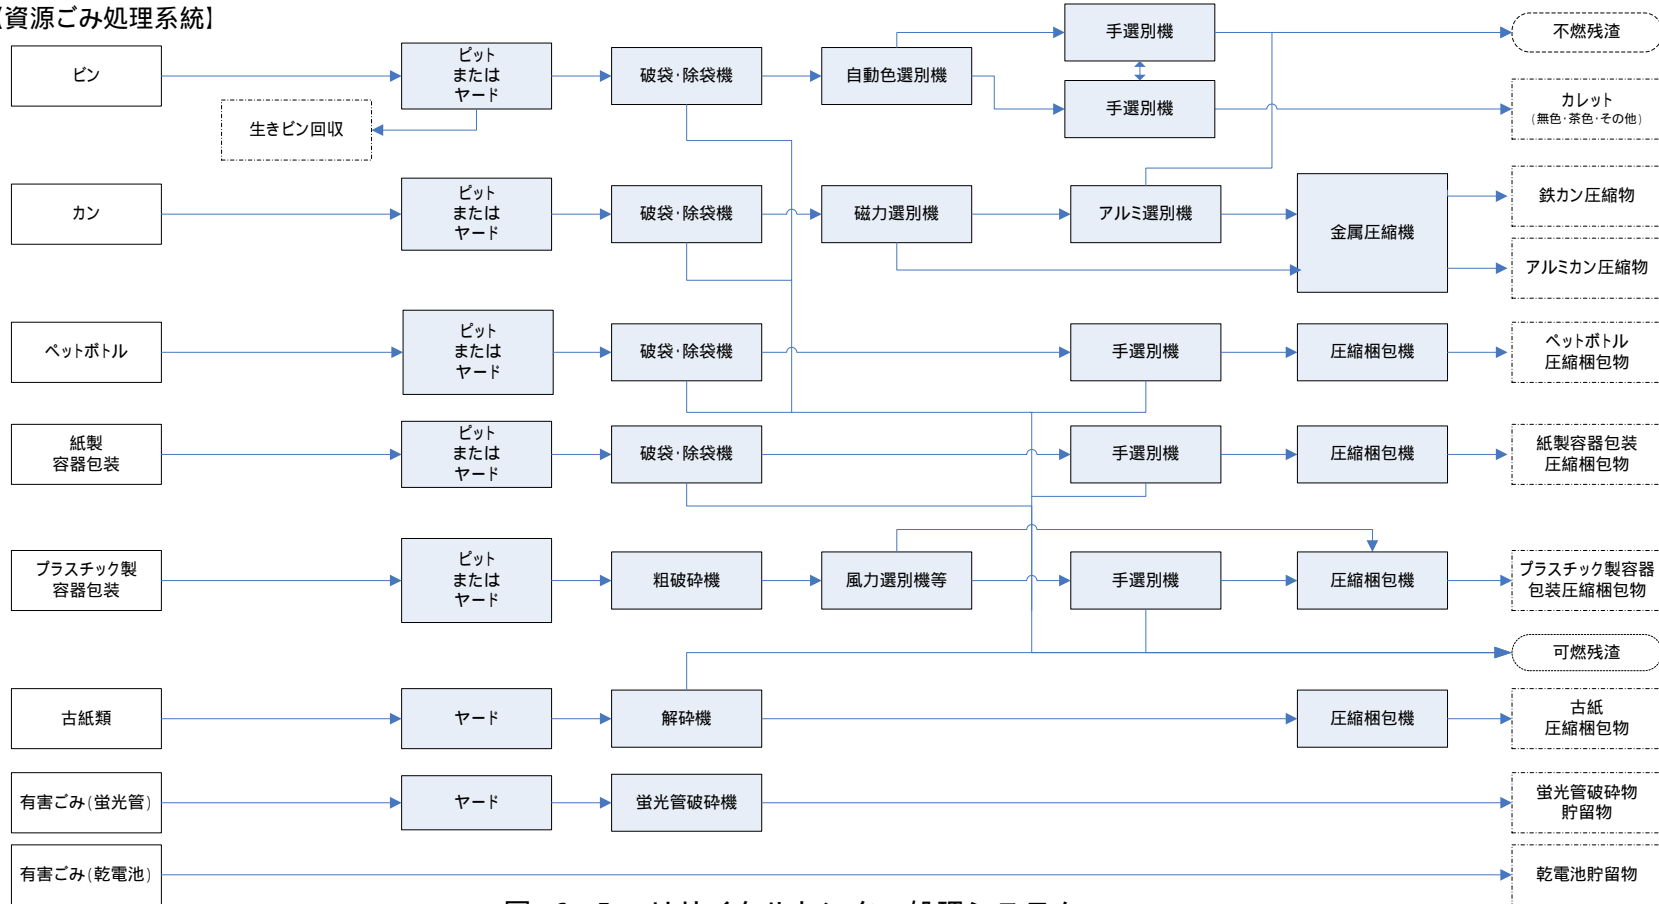 【資源ごみ処理系統】
ビン
ピット
または
ヤード
破袋・除袋機
自動色選別機
手選別機
手選別機
不燃残渣
カレット
(無色・茶色・その他)
生きビン回収
カン
ピット
または
ヤード
破袋・除袋機
磁力選別機
アルミ選別機
金属圧縮機
鉄カン圧縮物
アルミカン圧縮物
ペットボトル
ピット
または
ヤード
破袋・除袋機
手選別機
圧縮梱包機
ペットボトル
圧縮梱包物
紙製
容器包装
ピット
または
ヤード
破袋・除袋機
手選別機
圧縮梱包機
紙製容器包装
圧縮梱包物
プラスチック製
容器包装
ピット
または
ヤード
粗破砕機
風力選別機等
手選別機
圧縮梱包機
プラスチック製容器
包装圧縮梱包物
可燃残渣
古紙類
ヤード
解砕機
圧縮梱包機
古紙
圧縮梱包物
有害ごみ(蛍光管)
ヤード
蛍光管破砕機
蛍光管破砕物
貯留物
有害ごみ(乾電池)
乾電池貯留物